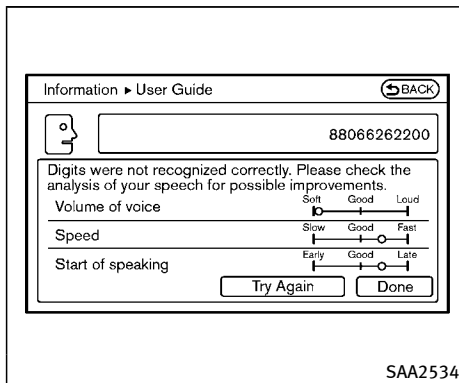 Information ▸ User Guide
BACK
88066262200
Digits were not recognized correctly. Please check the
analysis of your speech for possible improvements.
Volume of voice
Soft Good Loud
Speed
Slow Good Fast
Start of speaking
Early Good Late
Try Again
Done
SAA2534